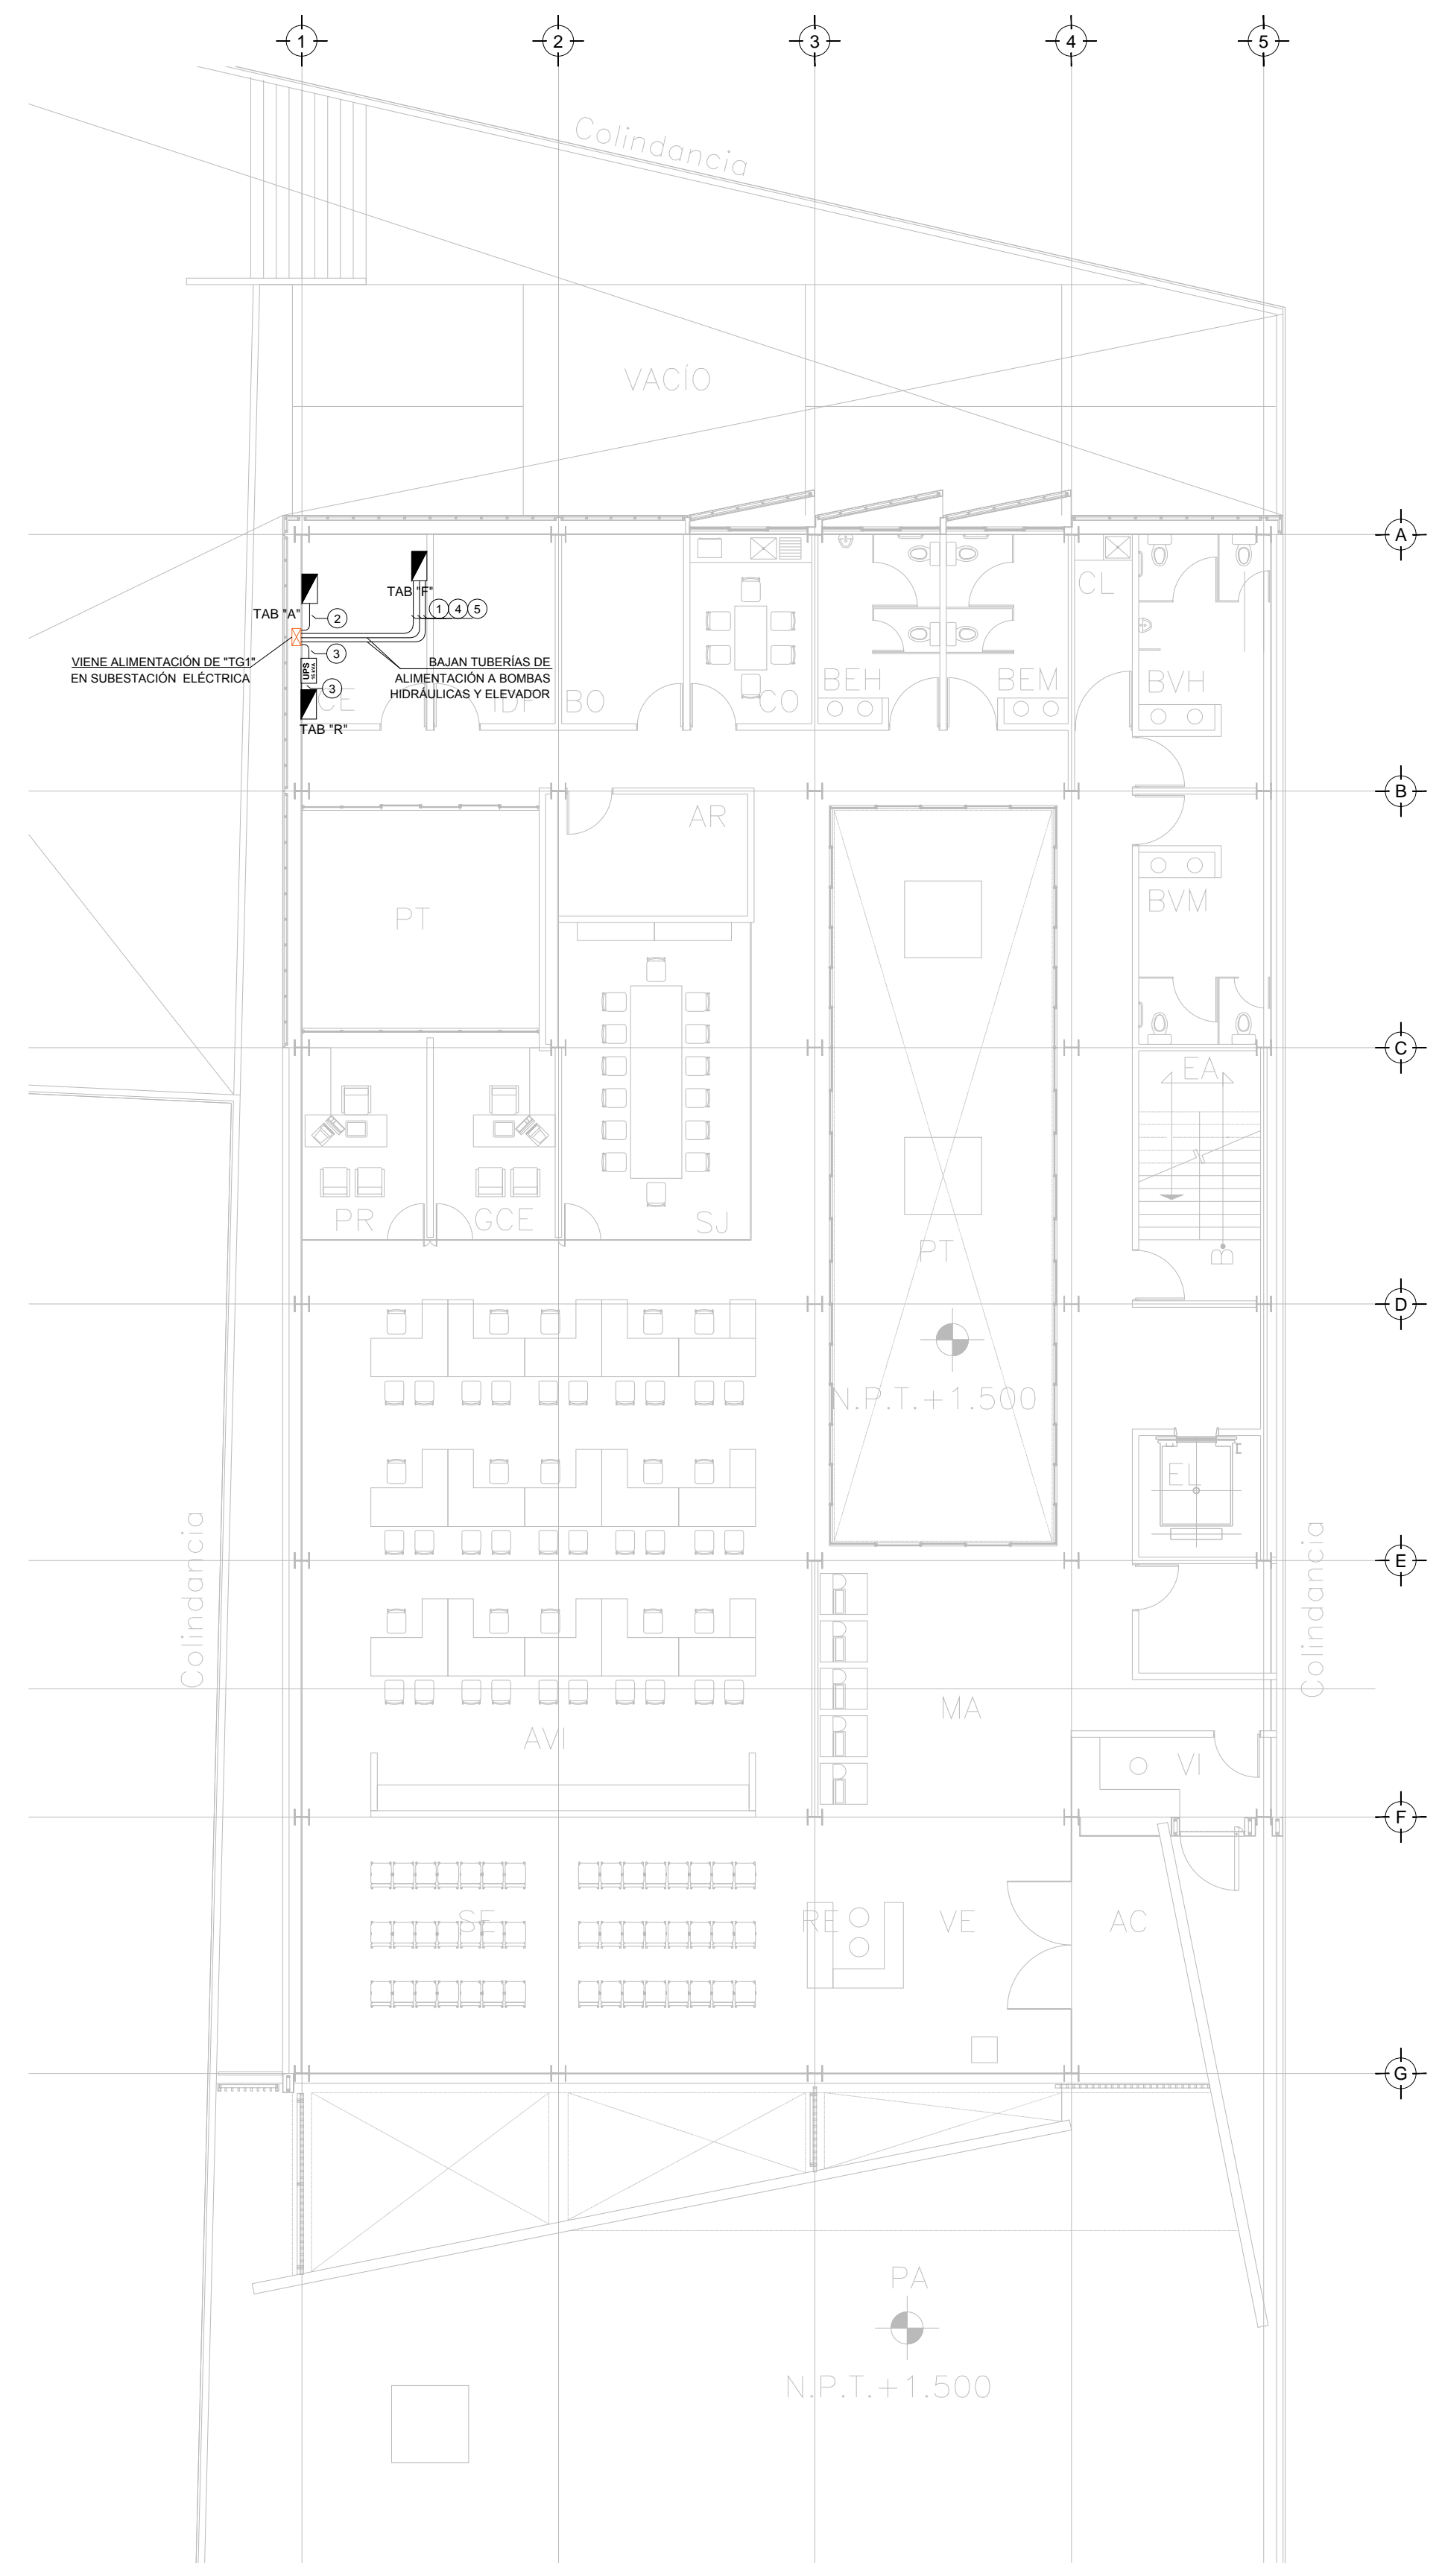 1 2 3 4 5
Colindancia
VACÍO
A
TAB "A"
2
TAB "F"
1 4 5
CL
VIENE ALIMENTACIÓN DE "TG1"
EN SUBESTACIÓN ELÉCTRICA
3
UPS
3
BAJAN TUBERÍAS DE
ALIMENTACIÓN A BOMBAS
HIDRÁULICAS Y ELEVADOR
TAB "R"
CE
IDF
BO
CO
BEH
BEM
BVH
B
AR
PT
BVM
C
EA
PR
GCE
SJ
PT
B
D
N.P.T.+1.500
EL
E
Colindancia
Colindancia
AVI
MA
VI
F
SE
RE
VE
AC
G
PA
N.P.T.+1.500